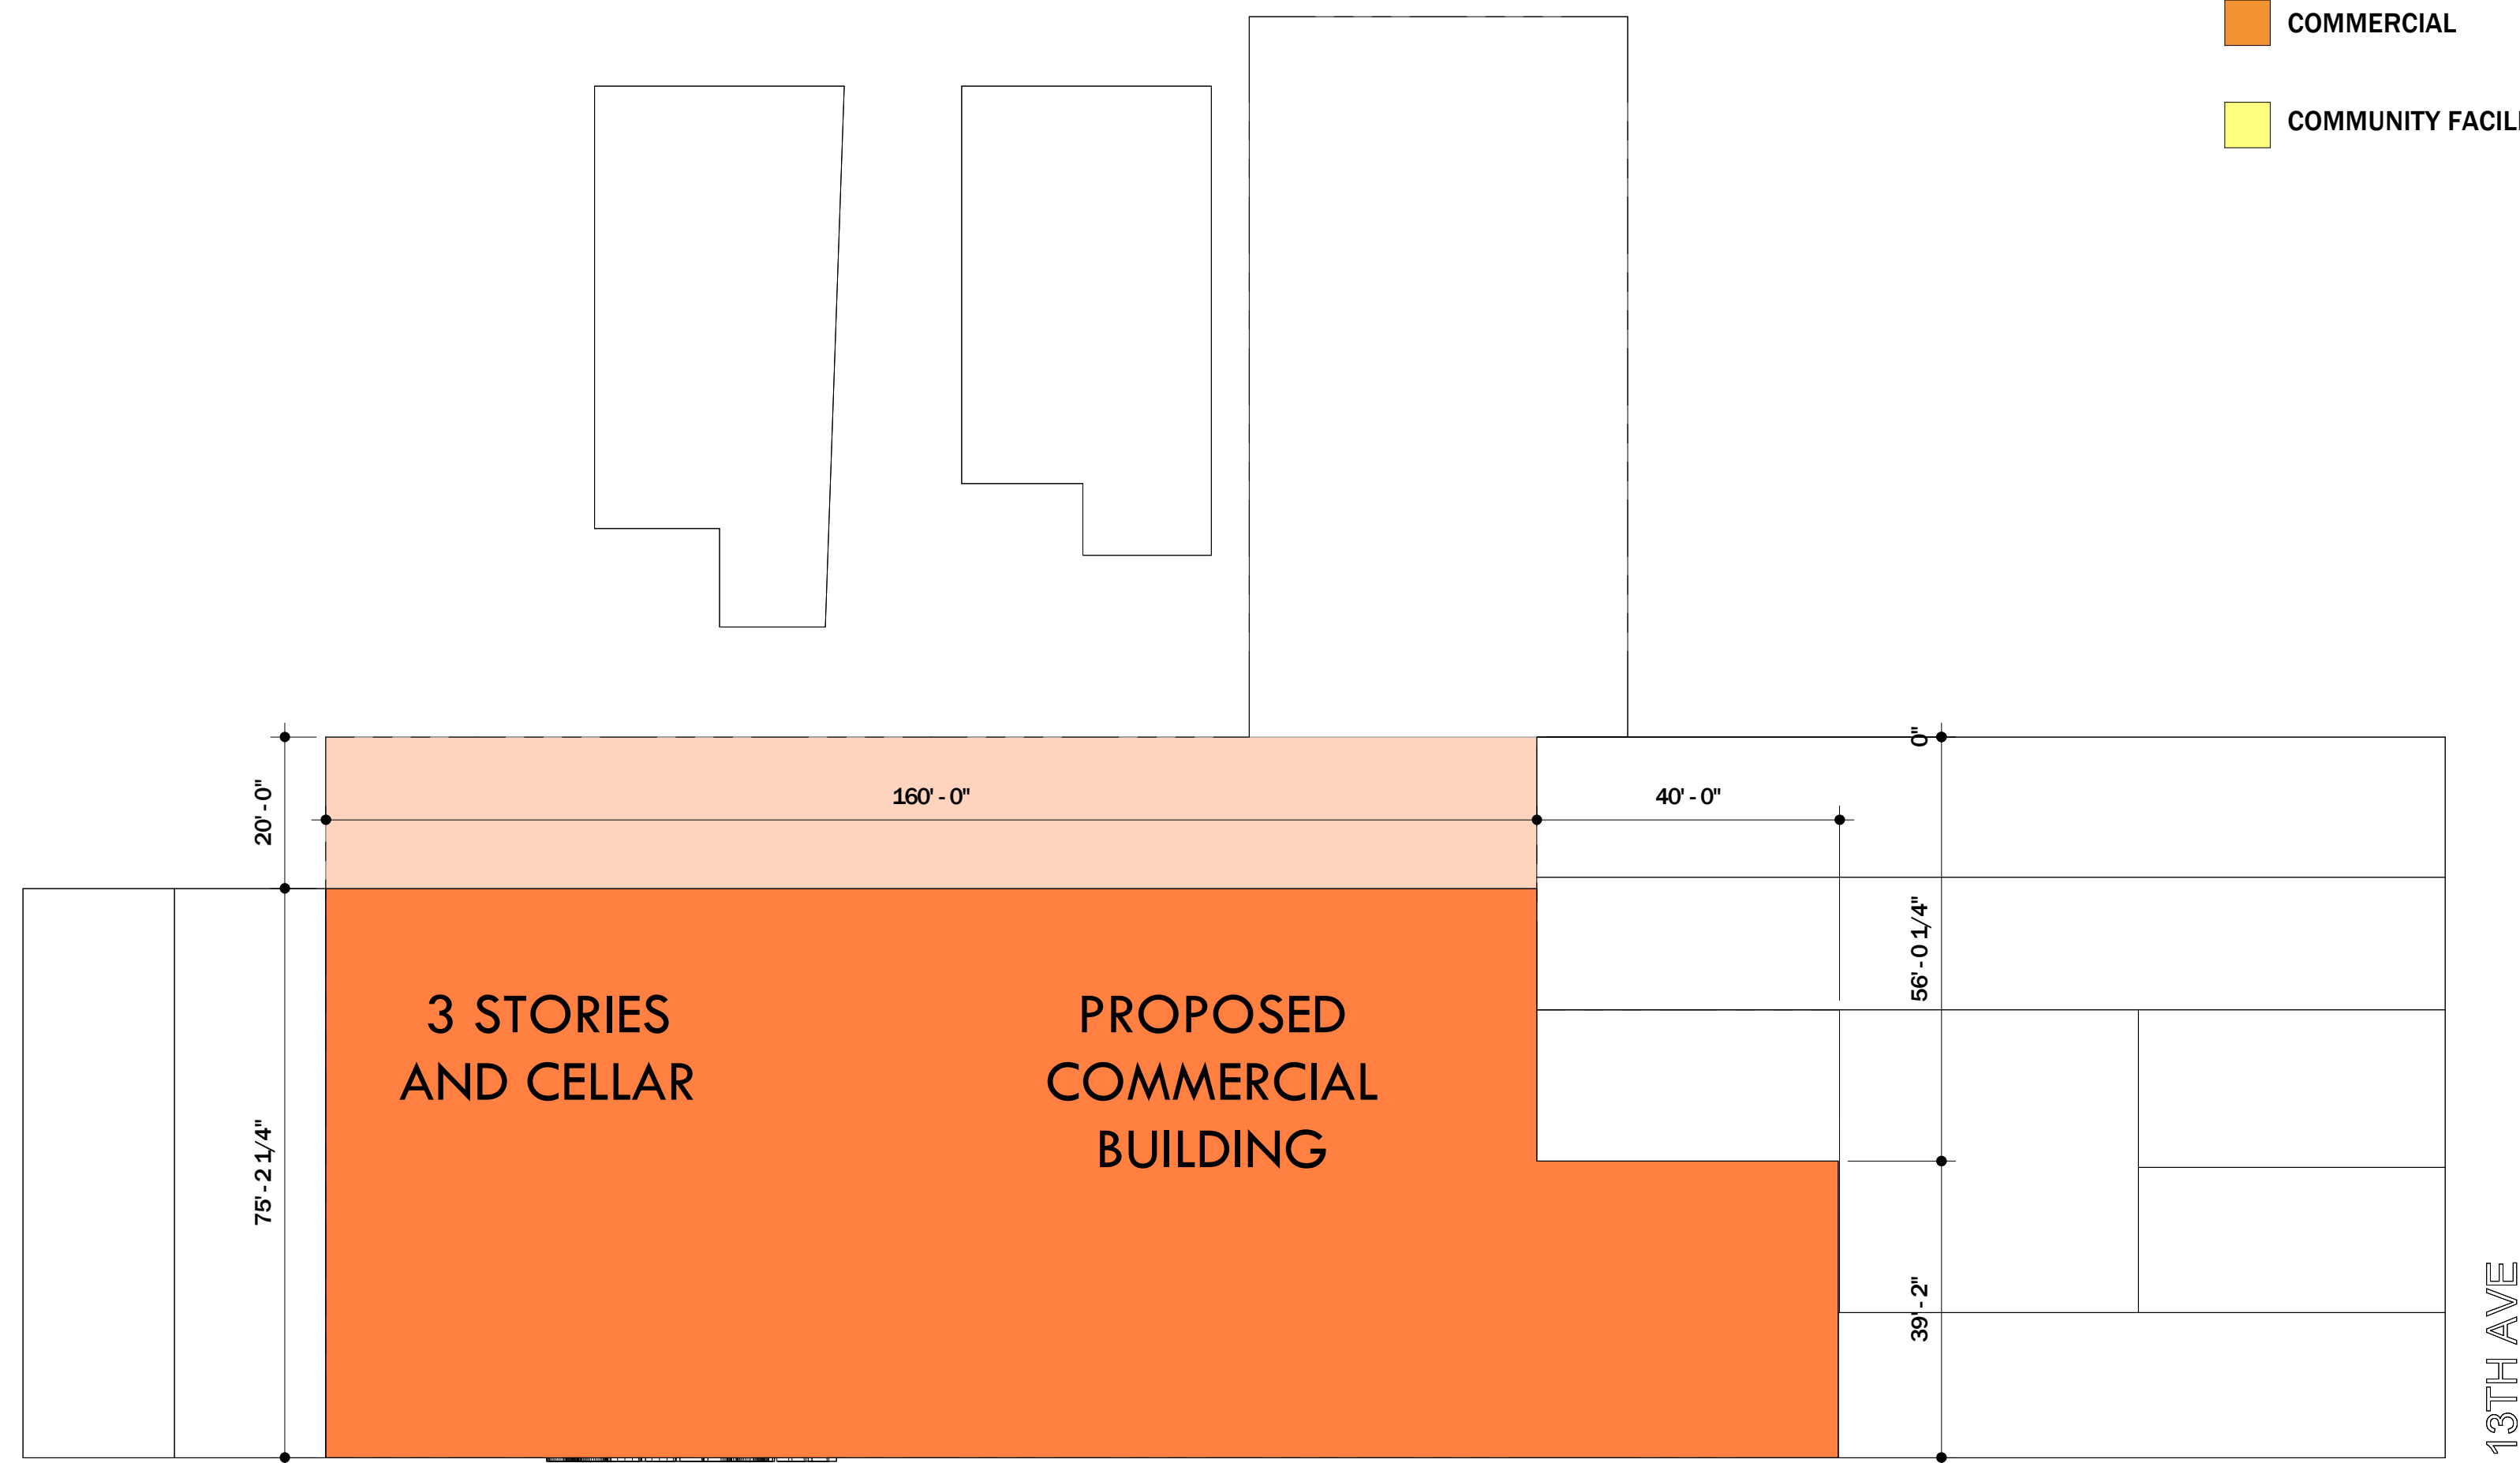 COMMERCIAL
COMMUNITY FACILI
0"
160' - 0"
40' - 0"
20' - 0"
56' - 0 1/4"
3 STORIES
AND CELLAR
PROPOSED
COMMERCIAL
BUILDING
75' - 2 1/4"
39' - 2"
13TH AVE